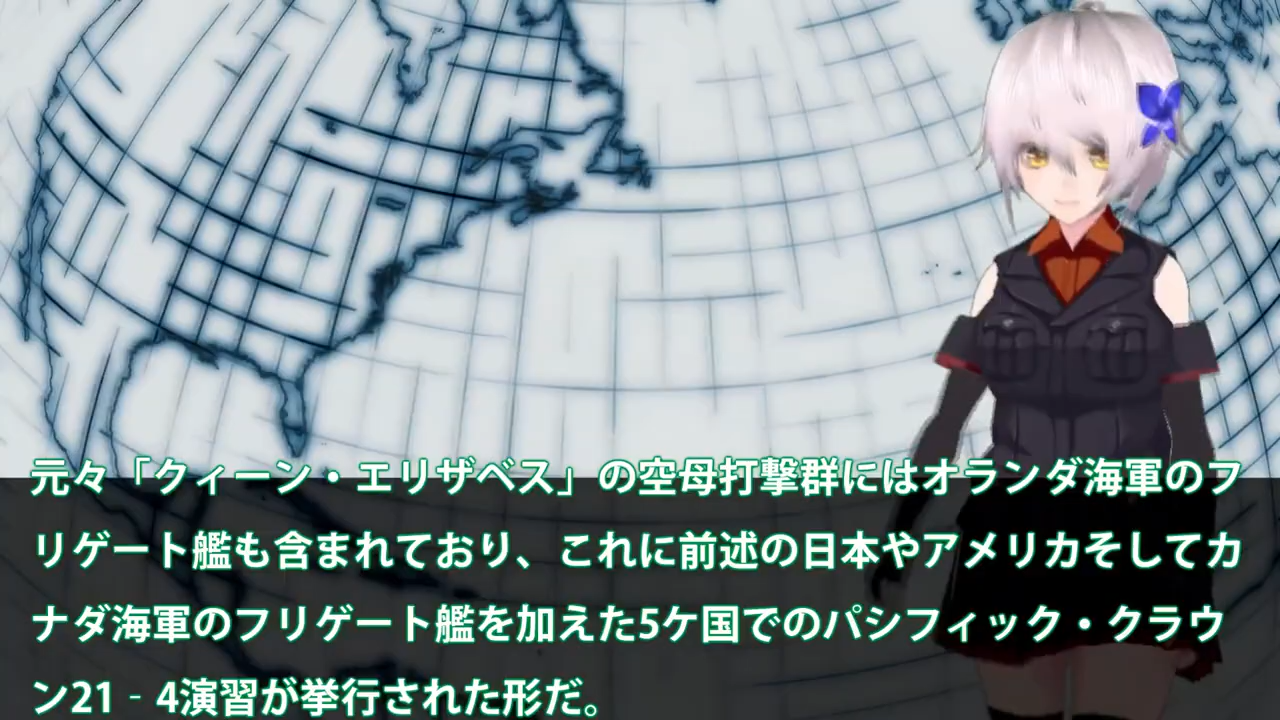 元々「クィーン・エリザベス」の空母打撃群にはオランダ海軍のフ
リゲート艦も含まれており、これに前述の日本やアメリカそしてカ
ナダ海軍のフリゲート艦を加えた5ケ国でのパシフィック・クラウ
ン21‐4演習が挙行された形だ。